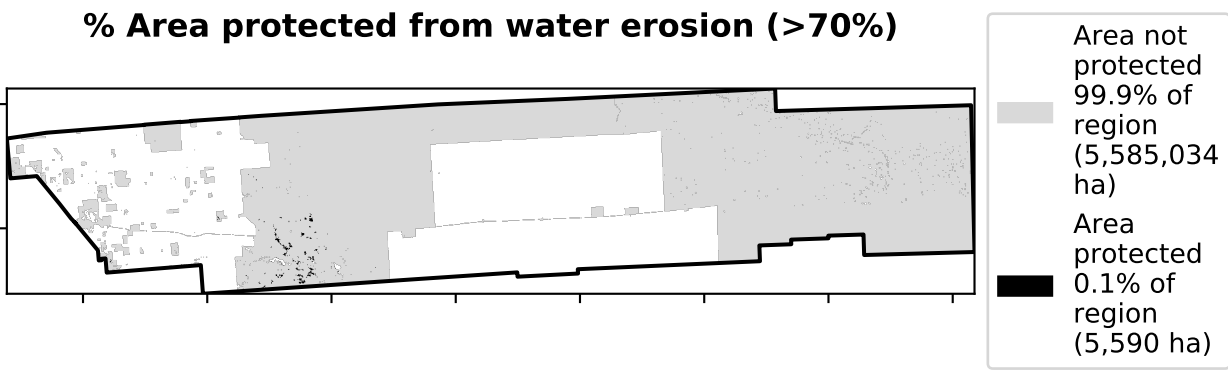 % Area protected from water erosion (>70%)
Area not
protected
99.9% of
region
(5,585,034
ha)
Area
protected
0.1% of
region
(5,590 ha)